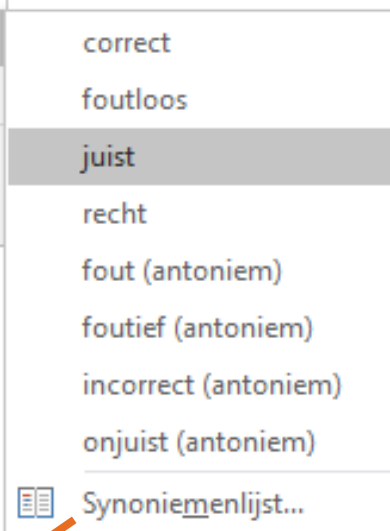 correct
foutloos
juist
recht
fout (antoniem)
foutief (antoniem)
incorrect (antoniem)
onjuist (antoniem)
Synoniemenlijst...